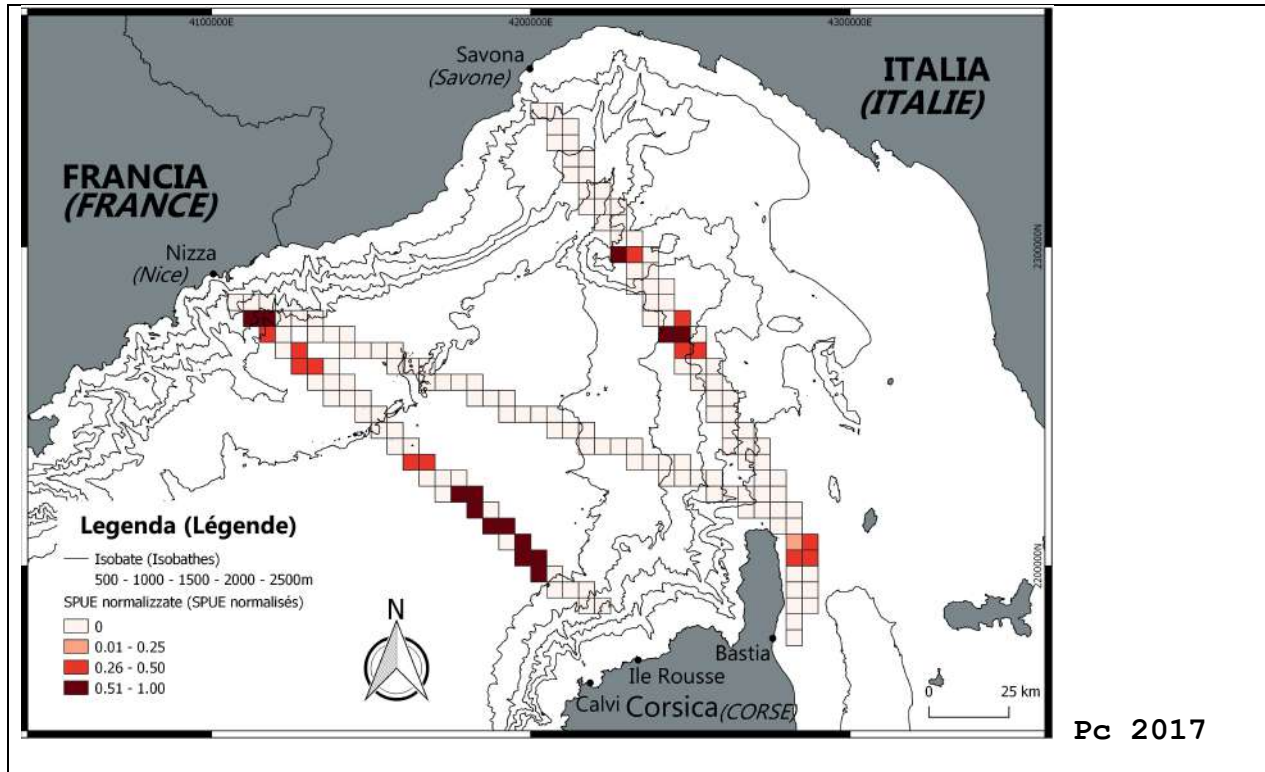 4100000E
4200000E
4300000E
Savona
(Savone)
ITALIA
(ITALIE)
FRANCIA
(FRANCE)
Nizza
(Nice)
2300000N
2200000N
Legenda (Légende)
Isobate (Isobathes)
500 - 1000 - 1500 - 2000 - 2500m
SPUE normalizzate (SPUE normalisés)
0
0.01 - 0.25
0.26 - 0.50
0.51 - 1.00
N
Bastia
Ile Rousse
Calvi
Corsica (CORSE)
0 25 km
Pc 2017